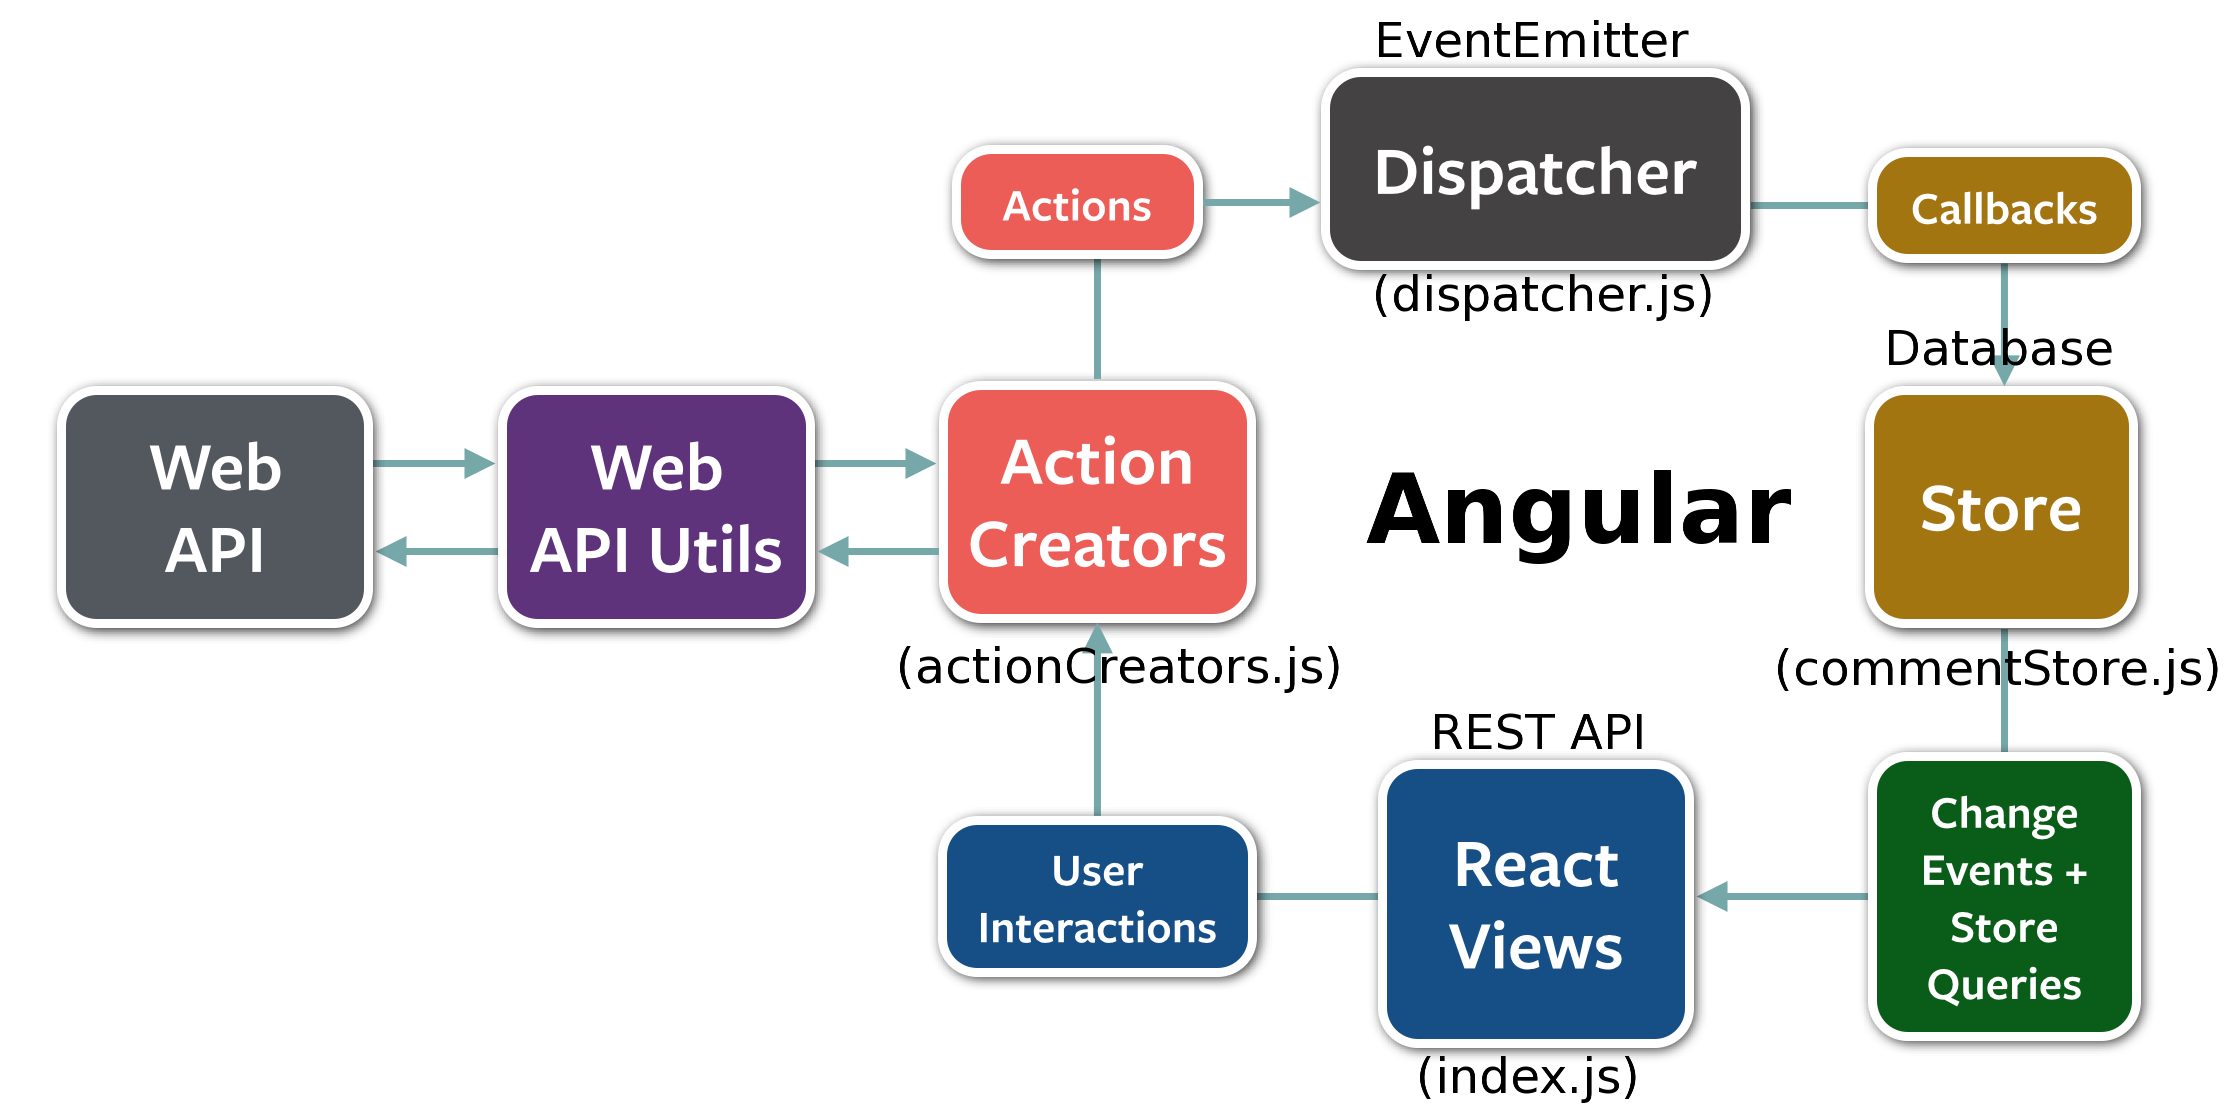 EventEmitter
Dispatcher
(dispatcher.js)
Actions
Callbacks
Database
Web
API
Web
API Utils
Action
Creators
(actionCreators.js)
Angular
Store
(commentStore.js)
REST API
React
Views
(index.js)
User
Interactions
Change
Events +
Store
Queries